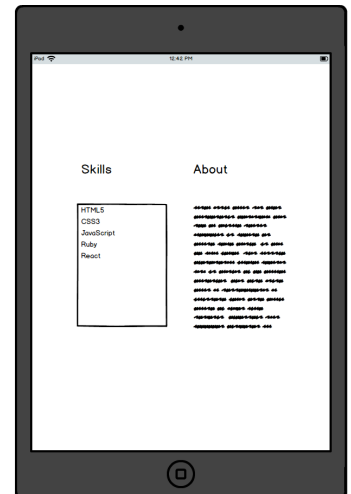 iPad
12:42 PM
Skills
About
HTML5
CSS3
JavaScript
Ruby
React